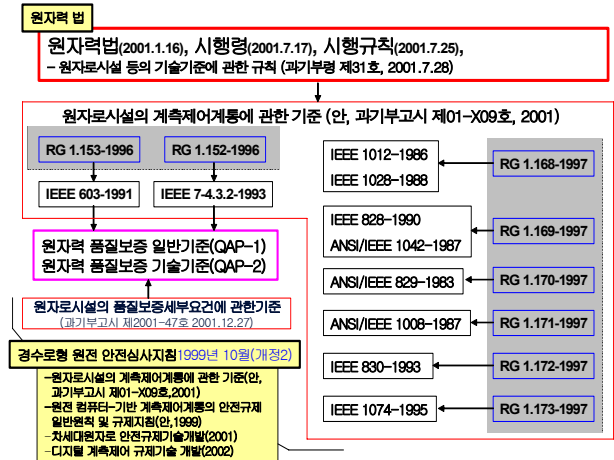 원자력 법
원자력법(2001.1.16), 시행령(2001.7.17), 시행규칙(2001.7.25),
- 원자로시설 등의 기술기준에 관한 규칙 (과기부령 제31호, 2001.7.28)
원자로시설의 계측제어계통에 관한 기준 (안, 과기부고시 제01-X09호, 2001)
RG 1.153-1996
RG 1.152-1996
IEEE 603-1991
IEEE 7-4.3.2-1993
원자력 품질보증 일반기준(QAP-1)
원자력 품질보증 기술기준(QAP-2)
원자로시설의 품질보증세부요건에 관한기준
(과기부고시 제2001-47호 2001.12.27)
경수로형 원전 안전심사지침1999년 10월(개정2)
-원자로시설의 계측제어계통에 관한 기준(안,
과기부고시 제01-X09호,2001)
-원전 컴퓨터-기반 계측제어계통의 안전규제
일반원칙 및 규제지침(안,1999)
-차세대원자로 안전규제기술개발(2001)
-디지털 계측제어 규제기술 개발(2002)
IEEE 1012-1986
IEEE 1028-1988
RG 1.168-1997
IEEE 828-1990
ANSI/IEEE 1042-1987
RG 1.169-1997
ANSI/IEEE 829-1983
RG 1.170-1997
ANSI/IEEE 1008-1987
RG 1.171-1997
IEEE 830-1993
RG 1.172-1997
IEEE 1074-1995
RG 1.173-1997